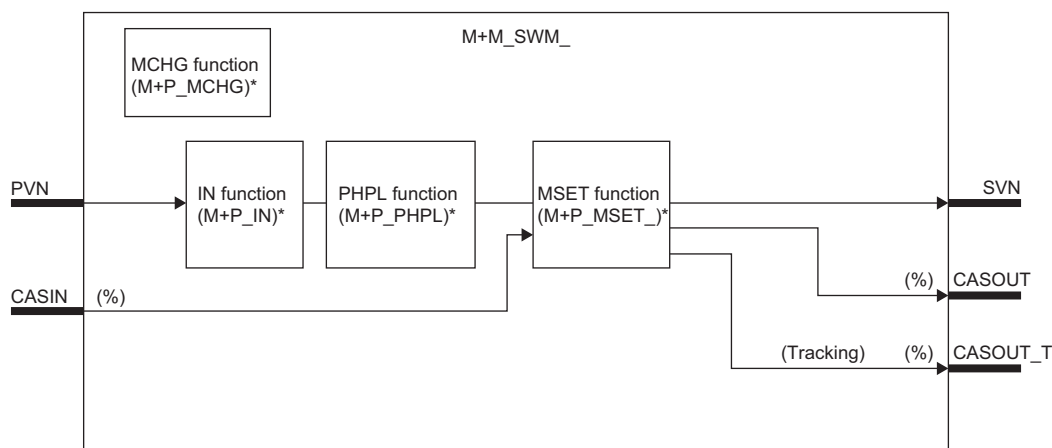 M+M_SWM_
MCHG function
(M+P_MCHG)*
PVN
IN function
(M+P_IN)*
PHPL function
(M+P_PHPL)*
MSET function
(M+P_MSET_)*
SVN
CASIN
(%)
(%)
CASOUT
(Tracking)
(%)
CASOUT_T